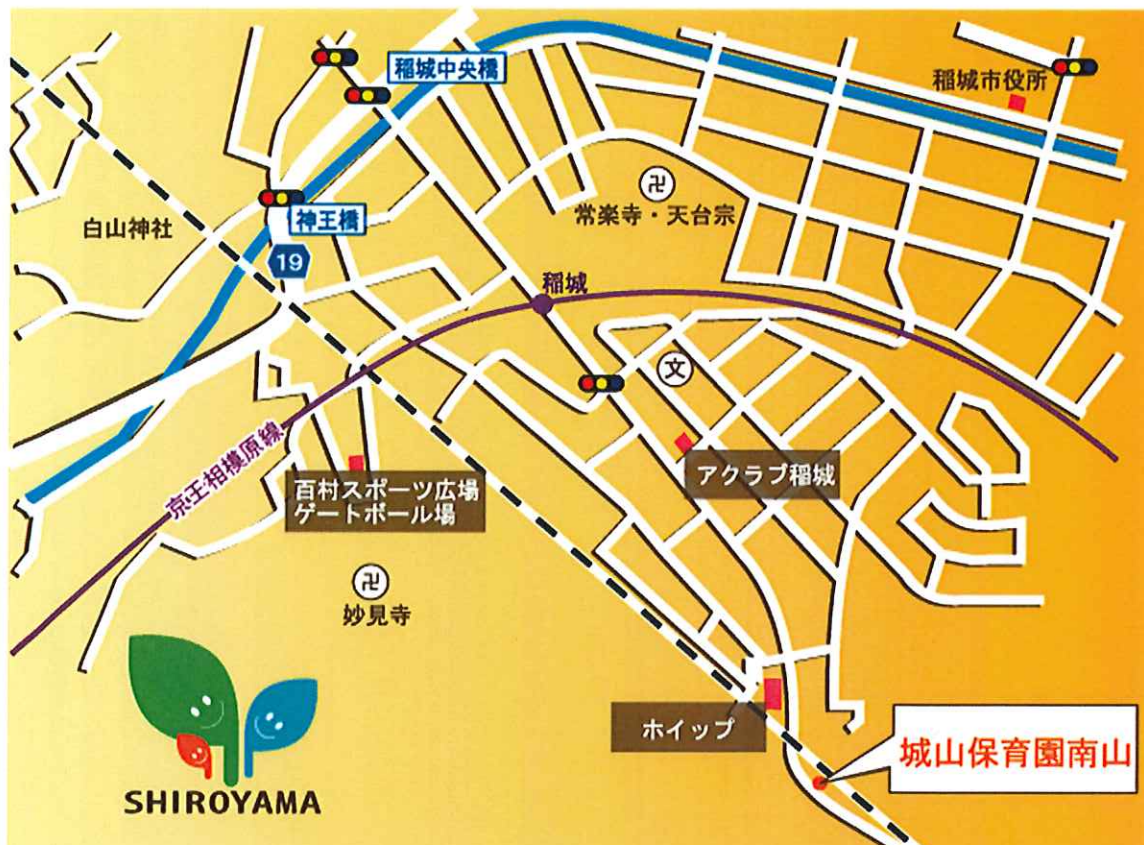 稲城中央橋
稲城市役所
卍
常楽寺・天台宗
白山神社
神王橋
19
稲城
文
京王相模原線
アクラブ稲城
百村スポーツ広場
ゲートボール場
卍
妙見寺
ホイップ
城山保育園南山
SHIROYAMA